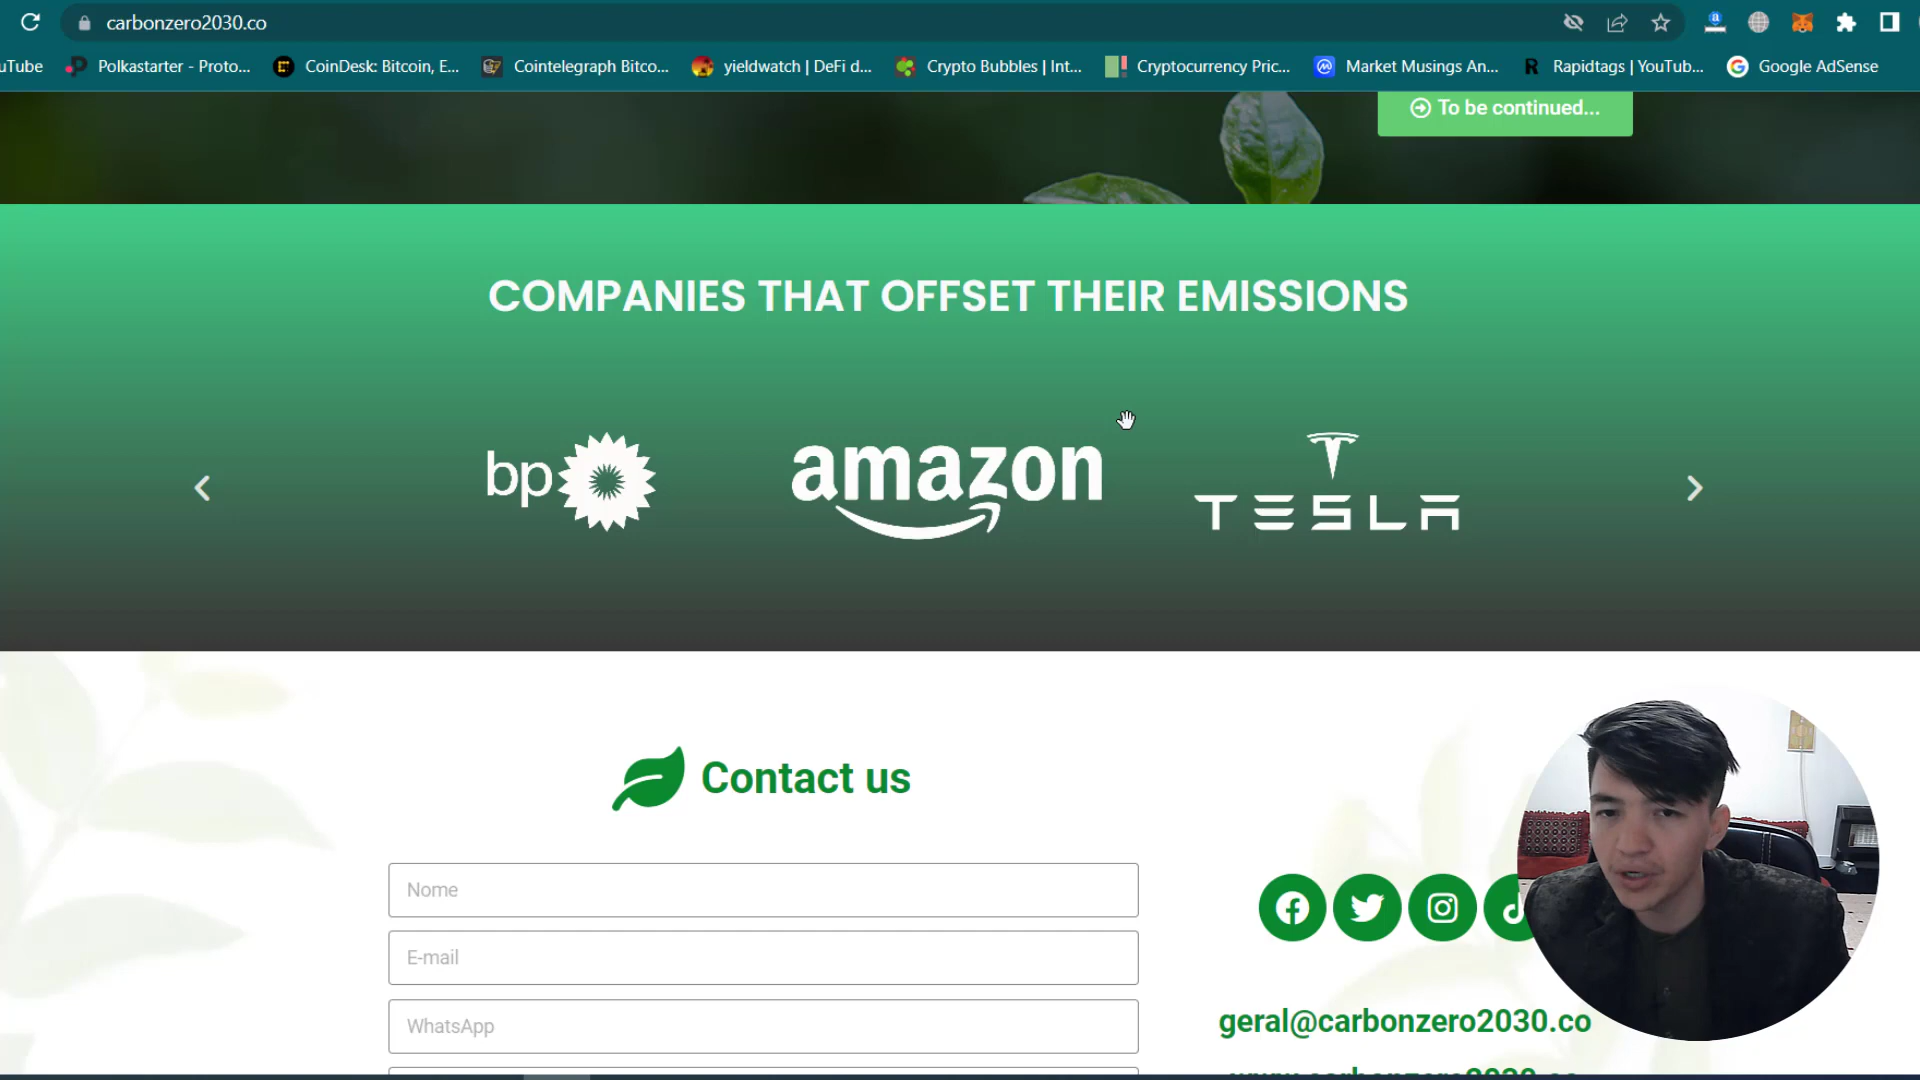 carbonzero2030.co
uTube Polkastarter - Proto... CoinDesk: Bitcoin, E... Cointelegraph Bitco... yieldwatch | DeFi d... Crypto Bubbles | Int... Cryptocurrency Pric... Market Musings An... Rapidtags | YouTub... Google AdSense
To be continued...
COMPANIES THAT OFFSET THEIR EMISSIONS
bp amazon TESLA
Contact us
Nome
E-mail
WhatsApp
geral@carbonzero2030.co